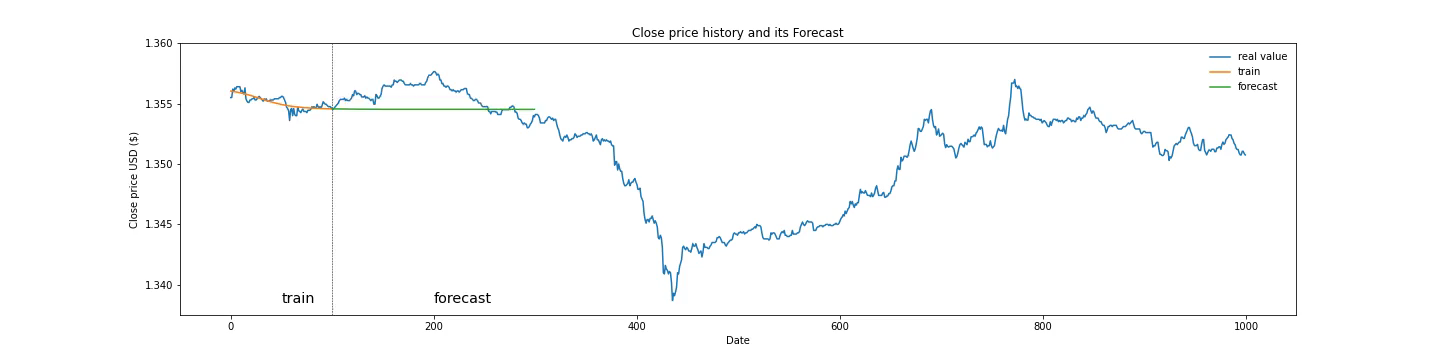 Close price history and its Forecast
1.360
1.355
1.350
1.345
1.340
Close price USD ($)
real value
train
forecast
train
forecast
0
200
400
600
800
1000
Date